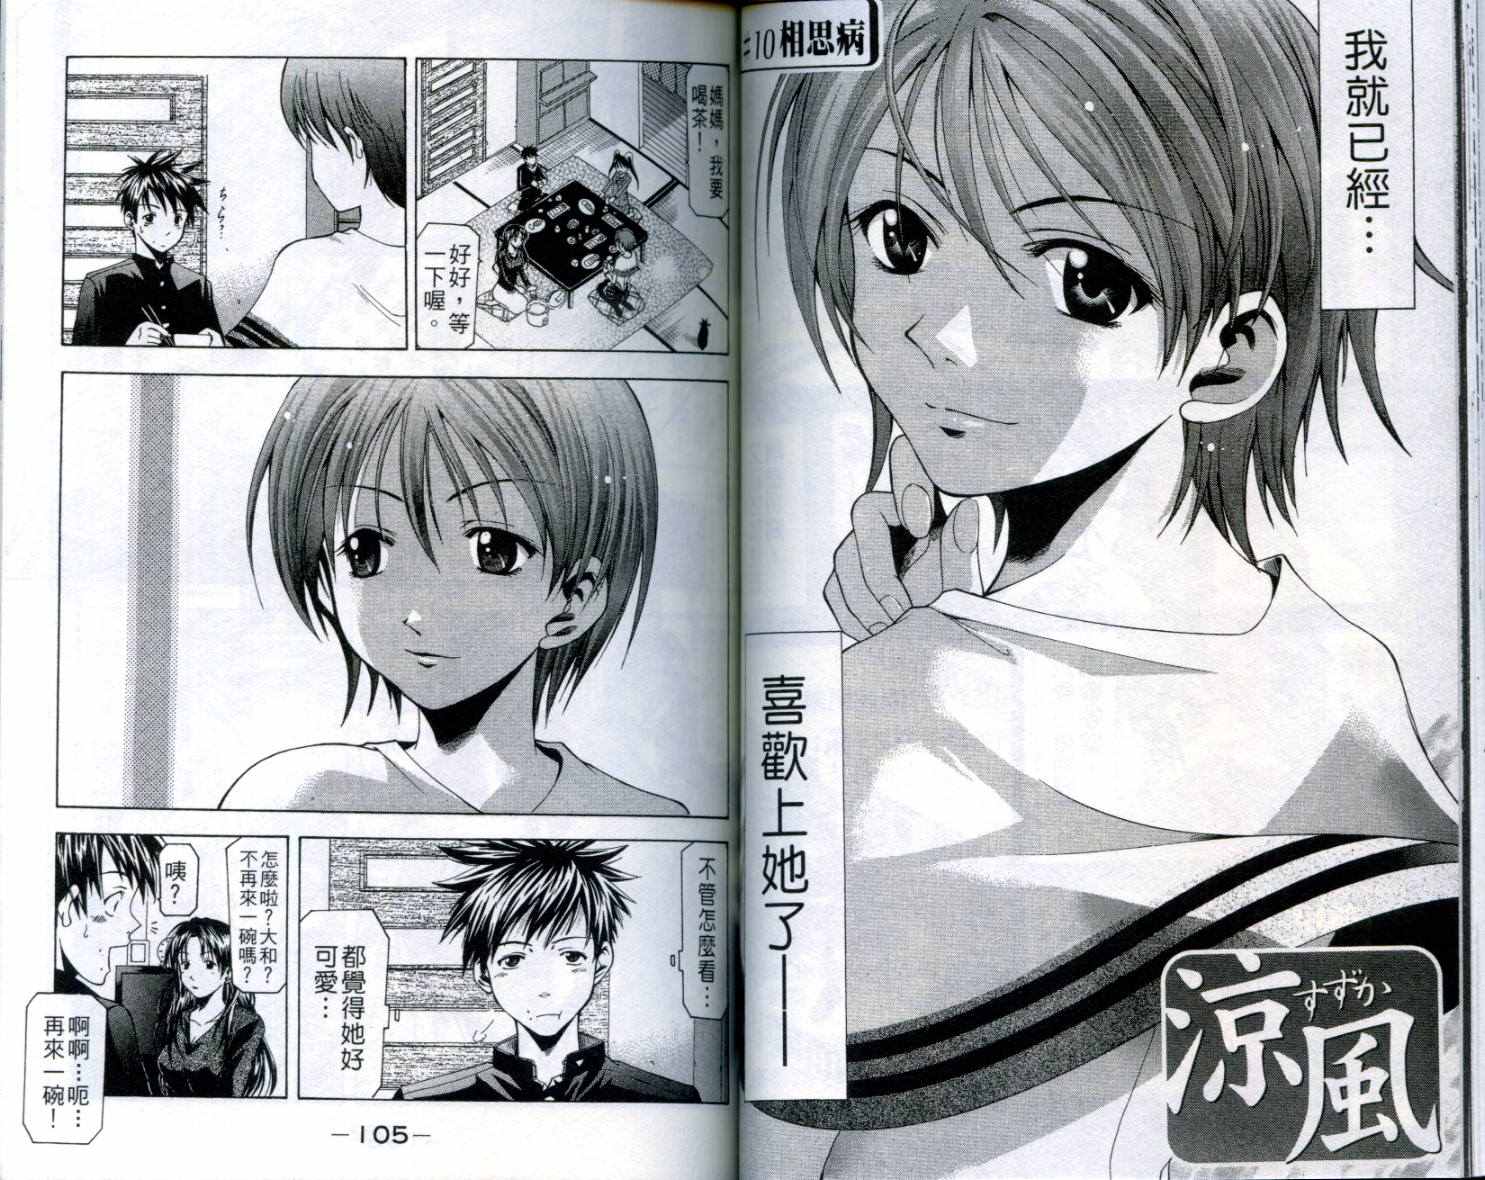 =10 相思病
我就已經…
喜歡上她了——
すずか
涼風
媽媽，我要
喝茶！
好好，等
一下喔。
ちら…
不管怎麼看…
都覺得她好
可愛…
怎麼啦？大和？
不再來一碗嗎？
咦？
啊啊…呃…
再來一碗！
—105—